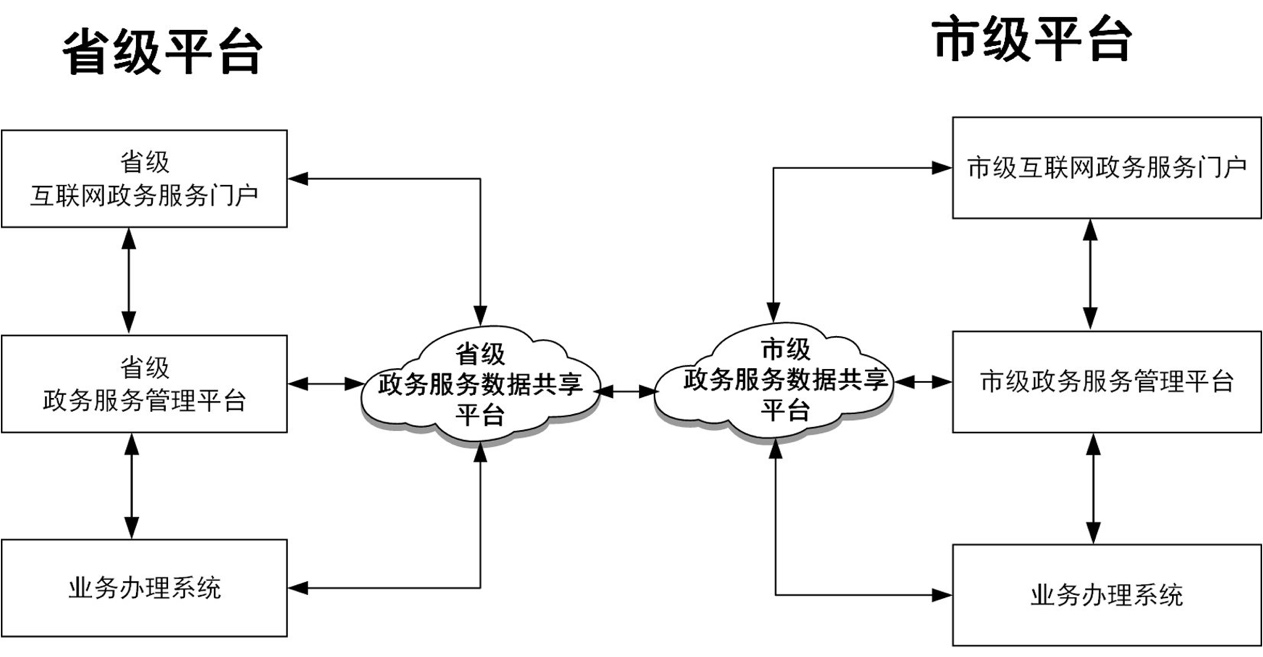 省级平台
市级平台
省级
互联网政务服务门户
市级互联网政务服务门户
省级
政务服务数据共享
平台
市级
政务服务数据共享
平台
省级
政务服务管理平台
市级政务服务管理平台
业务办理系统
业务办理系统